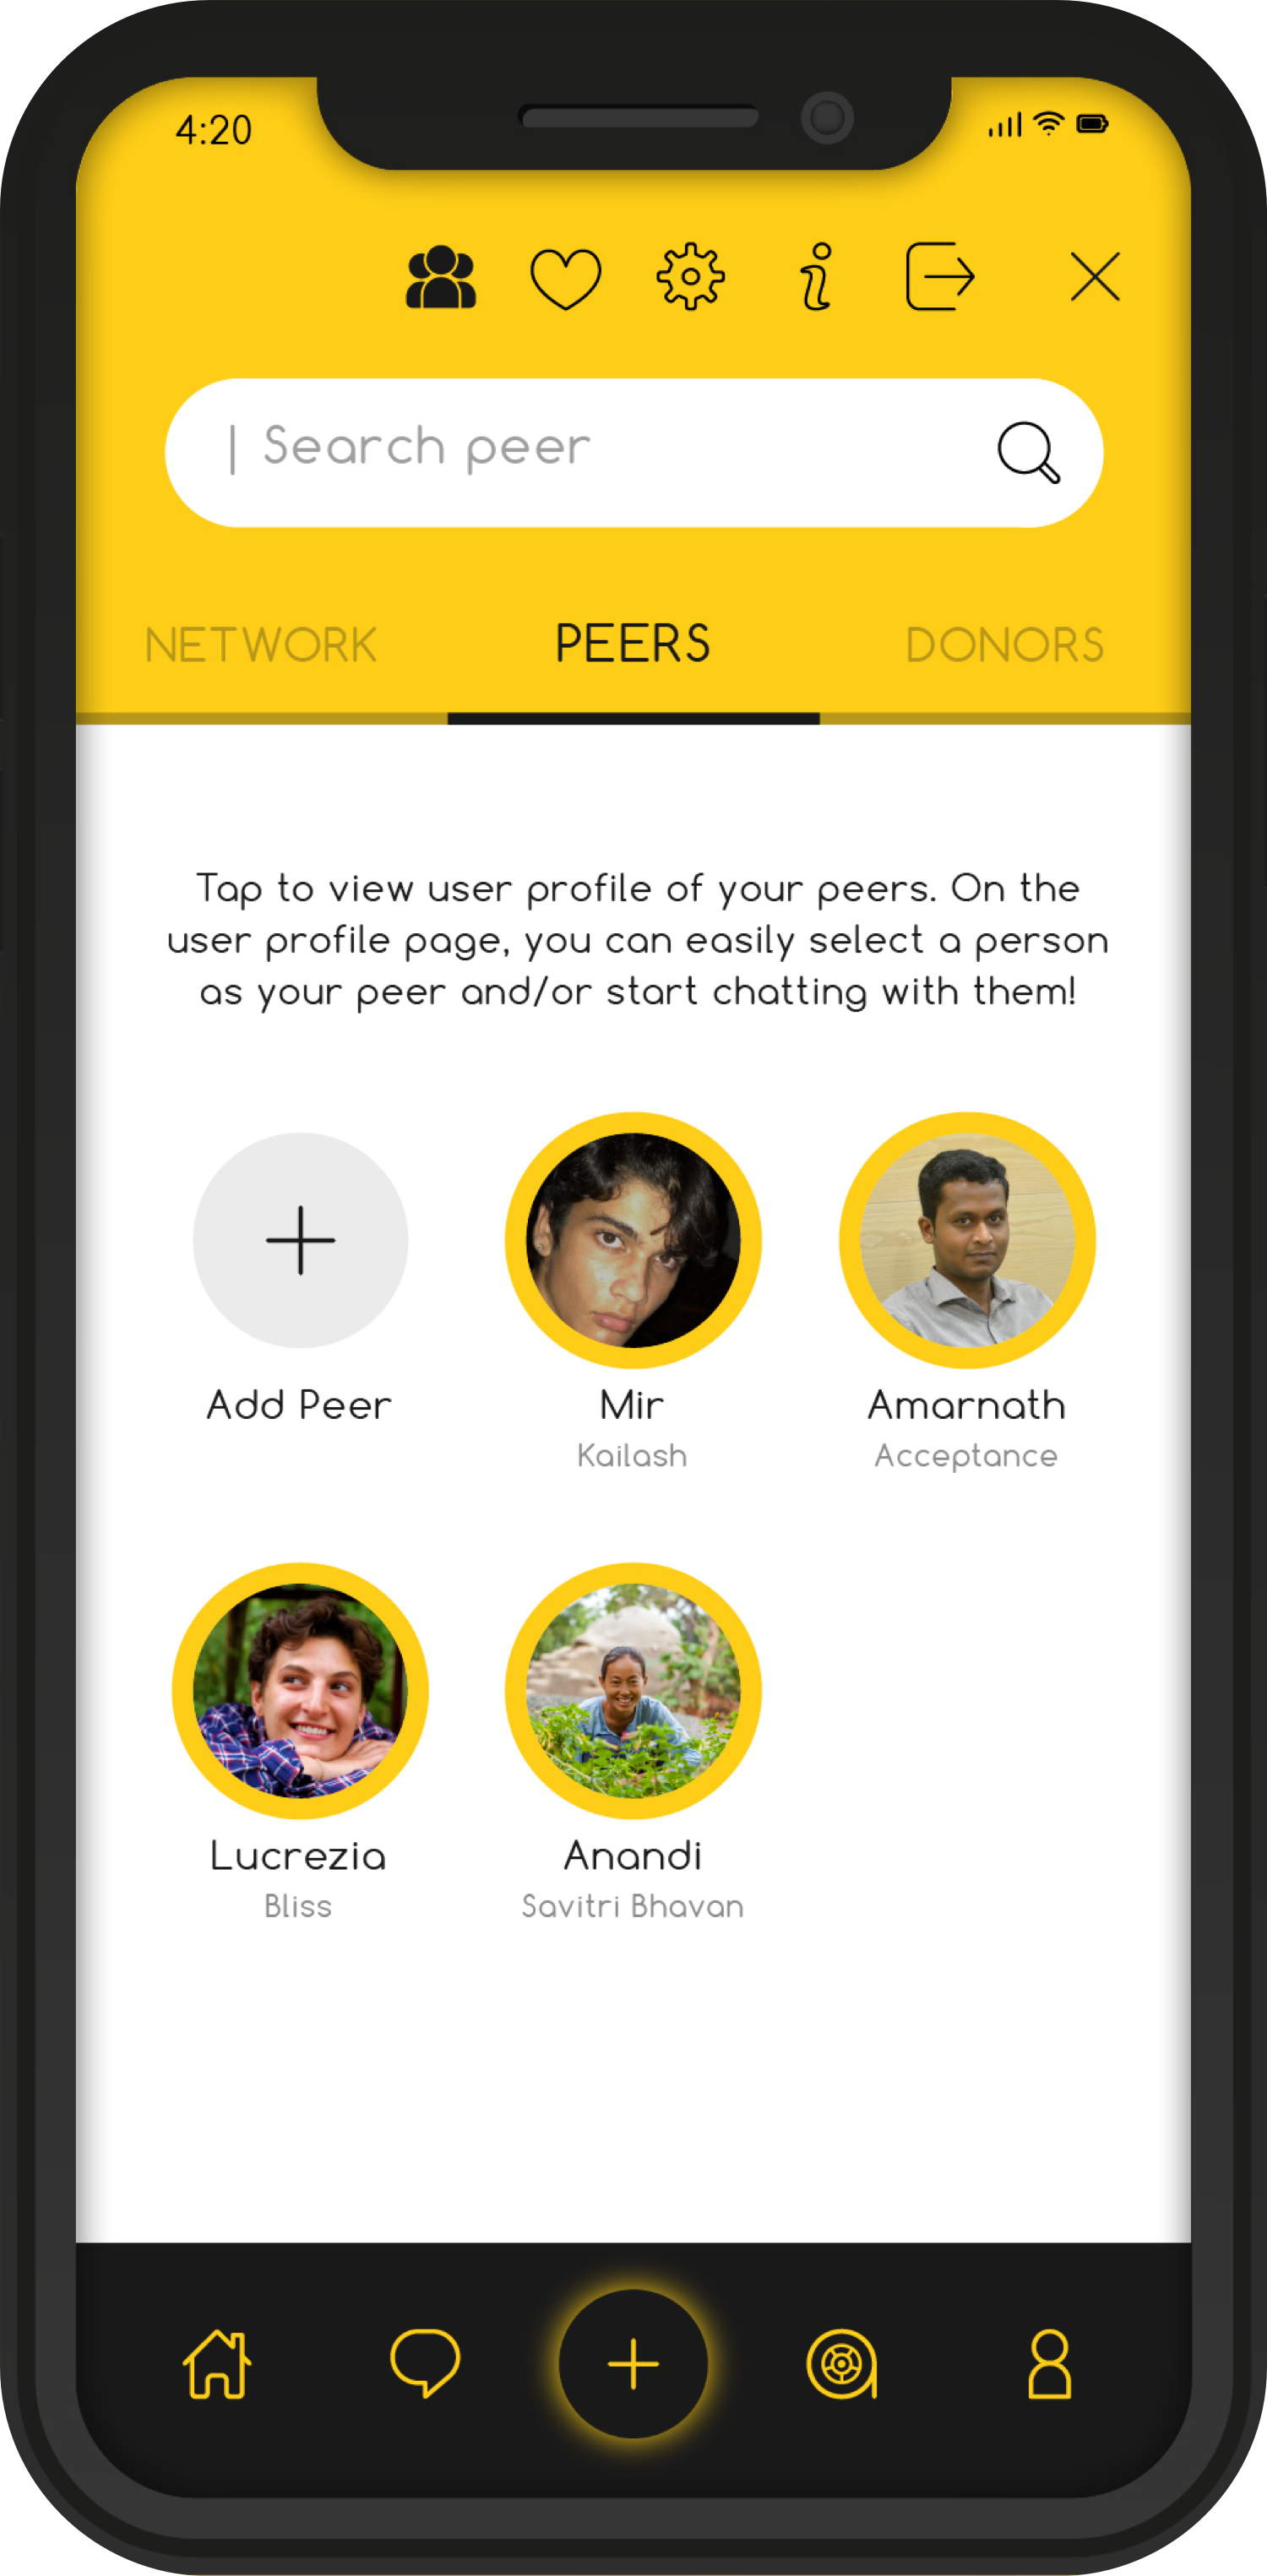 4:20
| Search peer
NETWORK PEERS DONORS
Tap to view user profile of your peers. On the
user profile page, you can easily select a person
as your peer and/or start chatting with them!
Add Peer Mir Amarnath
Kailash Acceptance
Lucrezia Anandi
Bliss Savitri Bhavan